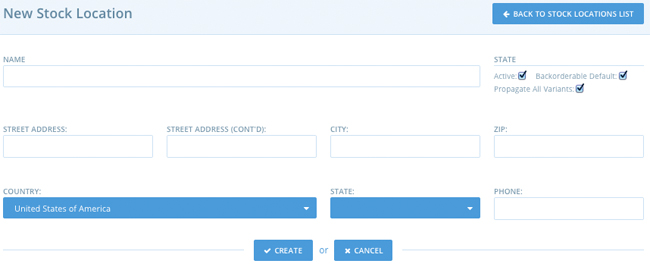 New Stock Location
BACK TO STOCK LOCATIONS LIST
NAME
STATE
Active:
Backorderable Default:
Propagate All Variants:
STREET ADDRESS:
STREET ADDRESS (CONT'D):
CITY:
ZIP:
COUNTRY:
STATE:
PHONE:
United States of America
CREATE or CANCEL